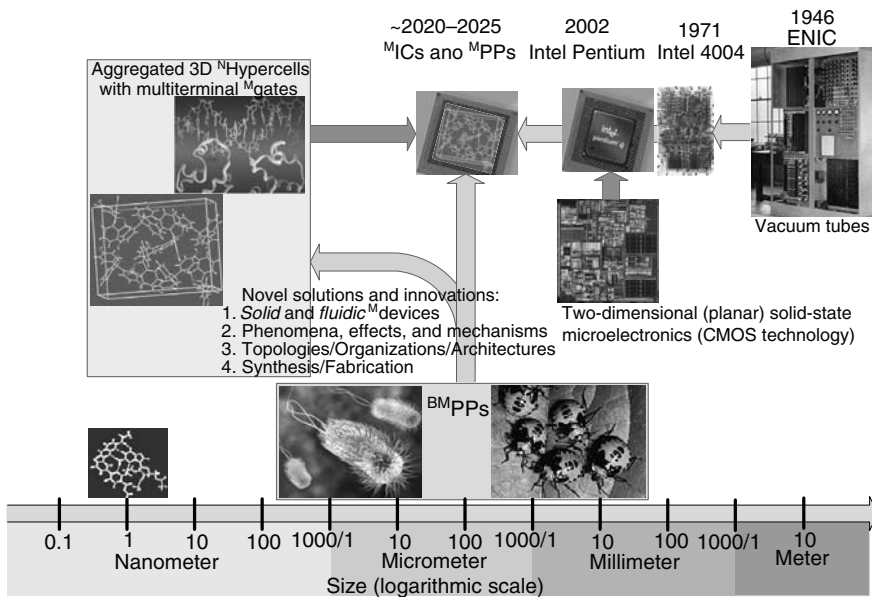 1946
ENIC
~2020–2025
ᴹICs ano ᴹPPs
2002
Intel Pentium
1971
Intel 4004
Aggregated 3D ᴺHypercells
with multiterminal ᴹgates
intel
pentium 4
Vacuum tubes
Novel solutions and innovations:
1. Solid and fluidic ᴹdevices
2. Phenomena, effects, and mechanisms
3. Topologies/Organizations/Architectures
4. Synthesis/Fabrication
Two-dimensional (planar) solid-state
microelectronics (CMOS technology)
ᴮᴹPPs
0.1 1 10 100 1000/1 10 100 1000/1 10 100 1000/1 10
Nanometer Micrometer Millimeter Meter
Size (logarithmic scale)